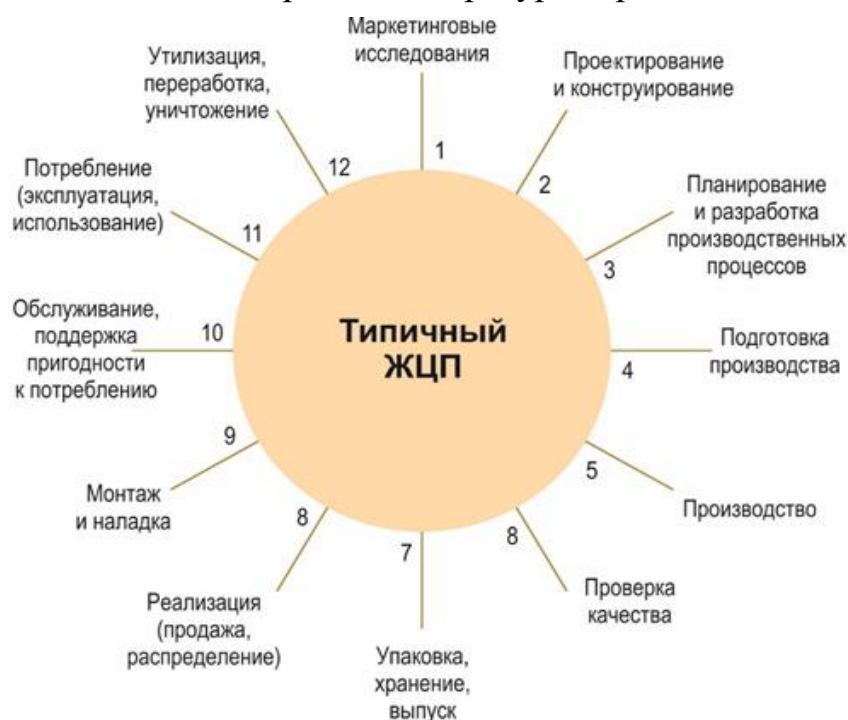 Маркетинговые
исследования
1
Проектирование
и конструирование
2
Планирование
и разработка
производственных
процессов
3
Подготовка
производства
4
Производство
5
Проверка
качества
8
Упаковка,
хранение,
выпуск
7
Реализация
(продажа,
распределение)
8
Монтаж
и наладка
9
Обслуживание,
поддержка
пригодности
к потреблению
10
Потребление
(эксплуатация,
использование)
11
Утилизация,
переработка,
уничтожение
12
Типичный
ЖЦП